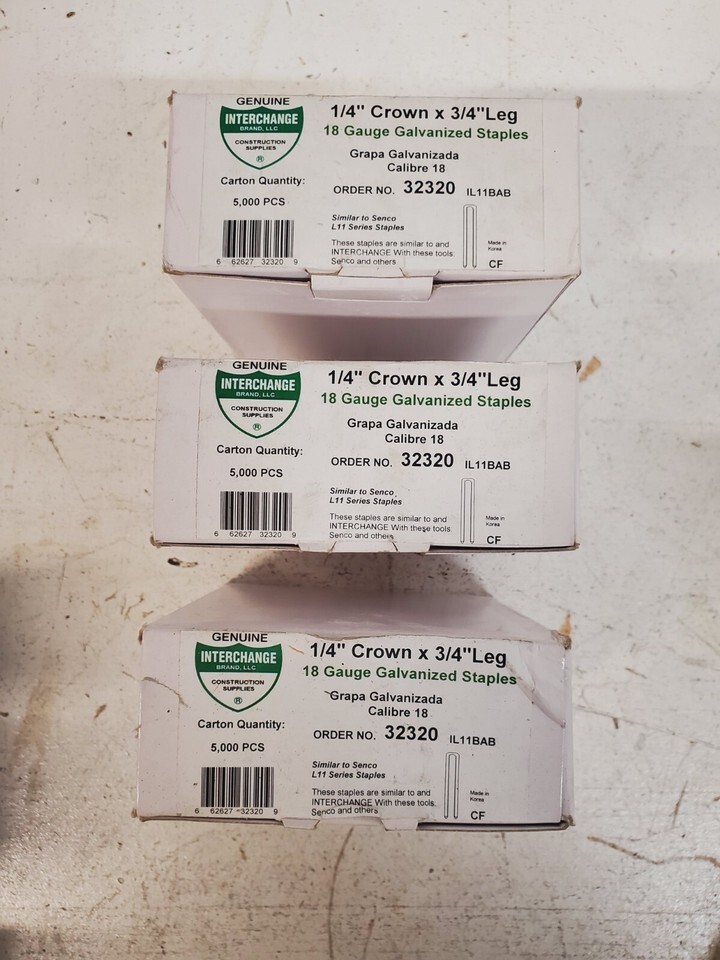 GENUINE
INTERCHANGE
BRAND, LLC
CONSTRUCTION
SUPPLIES
®
Carton Quantity:
5,000 PCS
6 62627 32320 9
1/4" Crown x 3/4"Leg
18 Gauge Galvanized Staples
Grapa Galvanizada
Calibre 18
ORDER NO. 32320 IL11BAB
Similar to Senco
L11 Series Staples
These staples are similar to and
INTERCHANGE With these tools:
Senco and others
Made in
Korea
CF
GENUINE
INTERCHANGE
BRAND, LLC
CONSTRUCTION
SUPPLIES
®
Carton Quantity:
5,000 PCS
6 62627 32320 9
1/4" Crown x 3/4"Leg
18 Gauge Galvanized Staples
Grapa Galvanizada
Calibre 18
ORDER NO. 32320 IL11BAB
Similar to Senco
L11 Series Staples
These staples are similar to and
INTERCHANGE With these tools:
Senco and others
Made in
Korea
CF
GENUINE
INTERCHANGE
BRAND, LLC
CONSTRUCTION
SUPPLIES
®
Carton Quantity:
5,000 PCS
6 62627 32320 9
1/4" Crown x 3/4"Leg
18 Gauge Galvanized Staples
Grapa Galvanizada
Calibre 18
ORDER NO. 32320 IL11BAB
Similar to Senco
L11 Series Staples
These staples are similar to and
INTERCHANGE With these tools:
Senco and others
Made in
Korea
CF